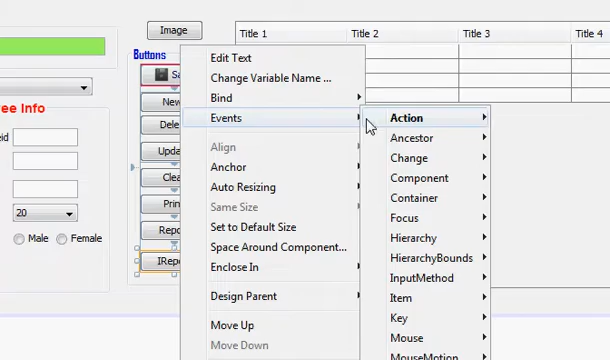 Image
Title 1
Title 2
Title 3
Title 4
Buttons
Edit Text
Change Variable Name ...
Bind
Events
Action
Ancestor
Align
Change
Anchor
Component
Auto Resizing
Container
20
Same Size
Focus
Set to Default Size
Male
Female
Hierarchy
Space Around Component...
HierarchyBounds
Enclose In
InputMethod
Design Parent
Item
Key
Move Up
Mouse
Move Down
MouseMotion
Info